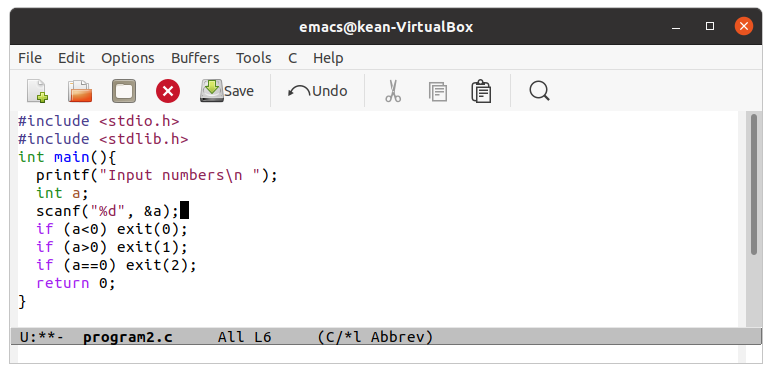 emacs@kean-VirtualBox
File Edit Options Buffers Tools C Help
Save Undo
#include <stdio.h>
#include <stdlib.h>
int main(){
  printf("Input numbers\n ");
  int a;
  scanf("%d", &a);
  if (a<0) exit(0);
  if (a>0) exit(1);
  if (a==0) exit(2);
  return 0;
}
U:**-  program2.c     All L6     (C/*l Abbrev)